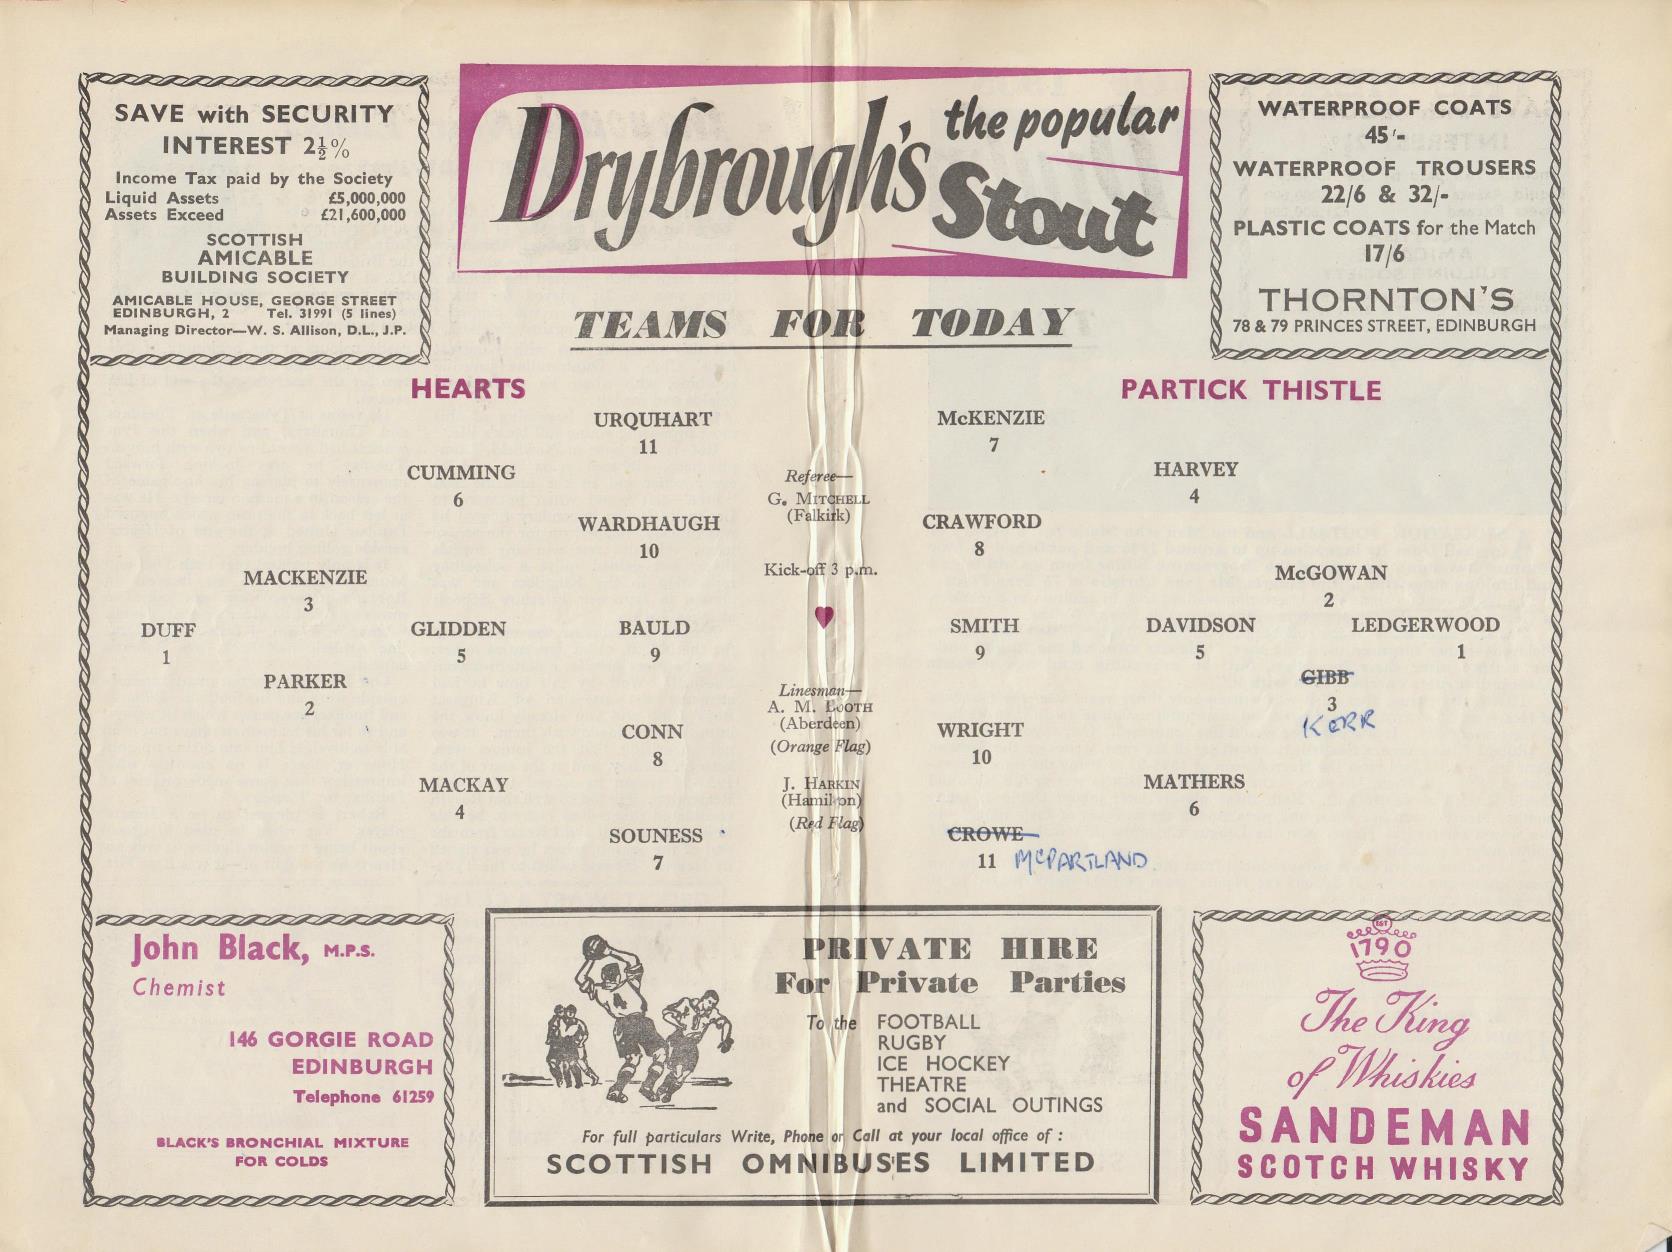 SAVE with SECURITY
INTEREST 2½%
Income Tax paid by the Society
Liquid Assets £5,000,000
Assets Exceed £21,600,000
SCOTTISH
AMICABLE
BUILDING SOCIETY
AMICABLE HOUSE, GEORGE STREET
EDINBURGH, 2 Tel. 31991 (5 lines)
Managing Director—W. S. Allison, D.L., J.P.
Drybrough's the popular
Stout
WATERPROOF COATS
45/-
WATERPROOF TROUSERS
22/6 & 32/-
PLASTIC COATS for the Match
17/6
THORNTON'S
78 & 79 PRINCES STREET, EDINBURGH
TEAMS FOR TODAY
HEARTS
URQUHART
11
CUMMING
6
WARDHAUGH
10
MACKENZIE
3
DUFF GLIDDEN BAULD
1 5 9
PARKER
2
CONN
8
MACKAY
4
SOUNESS
7
Referee—
G. MITCHELL
(Falkirk)
Kick-off 3 p.m.
Linesman—
A. M. BOOTH
(Aberdeen)
(Orange Flag)
J. HARKIN
(Hamilton)
(Red Flag)
PARTICK THISTLE
McKENZIE
7
HARVEY
4
CRAWFORD
8
McGOWAN
2
SMITH DAVIDSON LEDGERWOOD
9 5 1
GIBB
3
KERR
WRIGHT
10
MATHERS
6
CROWE
11 McPARTLAND
John Black, M.P.S.
Chemist
146 GORGIE ROAD
EDINBURGH
Telephone 61259
BLACK'S BRONCHIAL MIXTURE
FOR COLDS
PRIVATE HIRE
For Private Parties
To the FOOTBALL
RUGBY
ICE HOCKEY
THEATRE
and SOCIAL OUTINGS
For full particulars Write, Phone or Call at your local office of :
SCOTTISH OMNIBUSES LIMITED
EST
1790
The King
of Whiskies
SANDEMAN
SCOTCH WHISKY